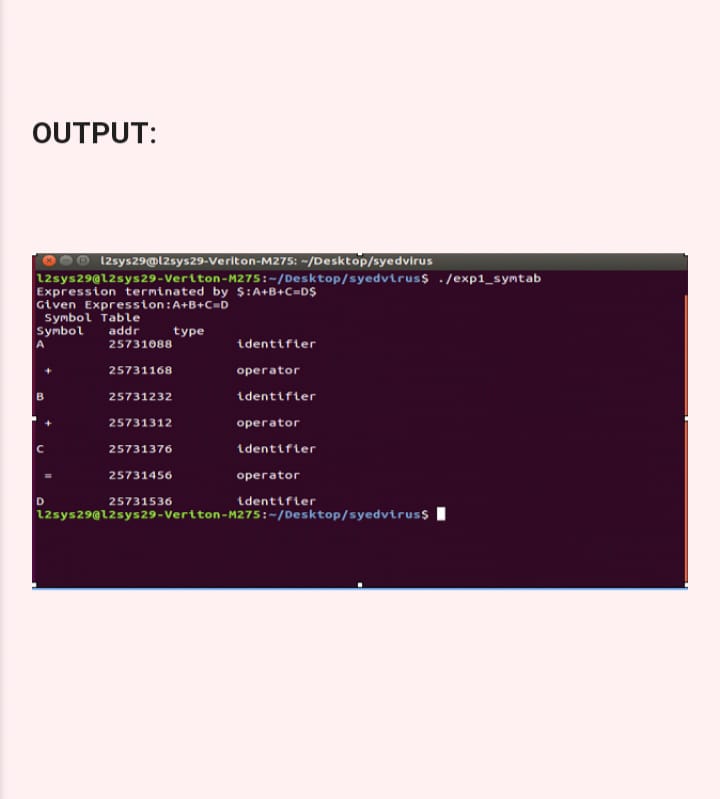 OUTPUT:
l2sys29@l2sys29-Veriton-M275: ~/Desktop/syedvirus
l2sys29@l2sys29-Veriton-M275:~/Desktop/syedvirus$ ./exp1_symtab
Expression terminated by $:A+B+C=D$
Given Expression:A+B+C=D
Symbol Table
Symbol addr type
A 25731088 identifier
+ 25731168 operator
B 25731232 identifier
+ 25731312 operator
C 25731376 identifier
= 25731456 operator
D 25731536 identifier
l2sys29@l2sys29-Veriton-M275:~/Desktop/syedvirus$